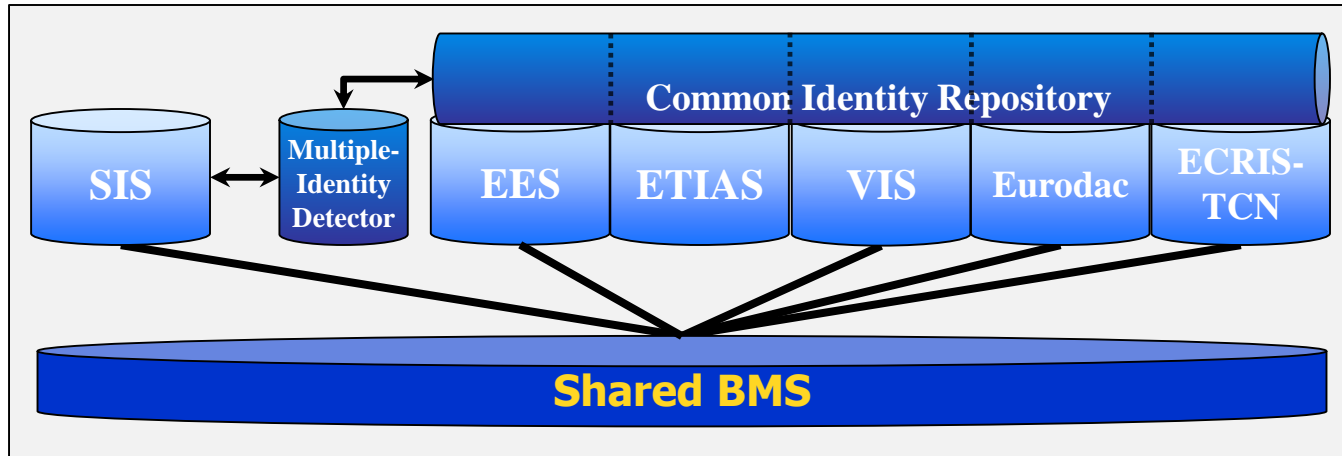 Common Identity Repository
SIS
Multiple-
Identity
Detector
EES
ETIAS
VIS
Eurodac
ECRIS-
TCN
Shared BMS